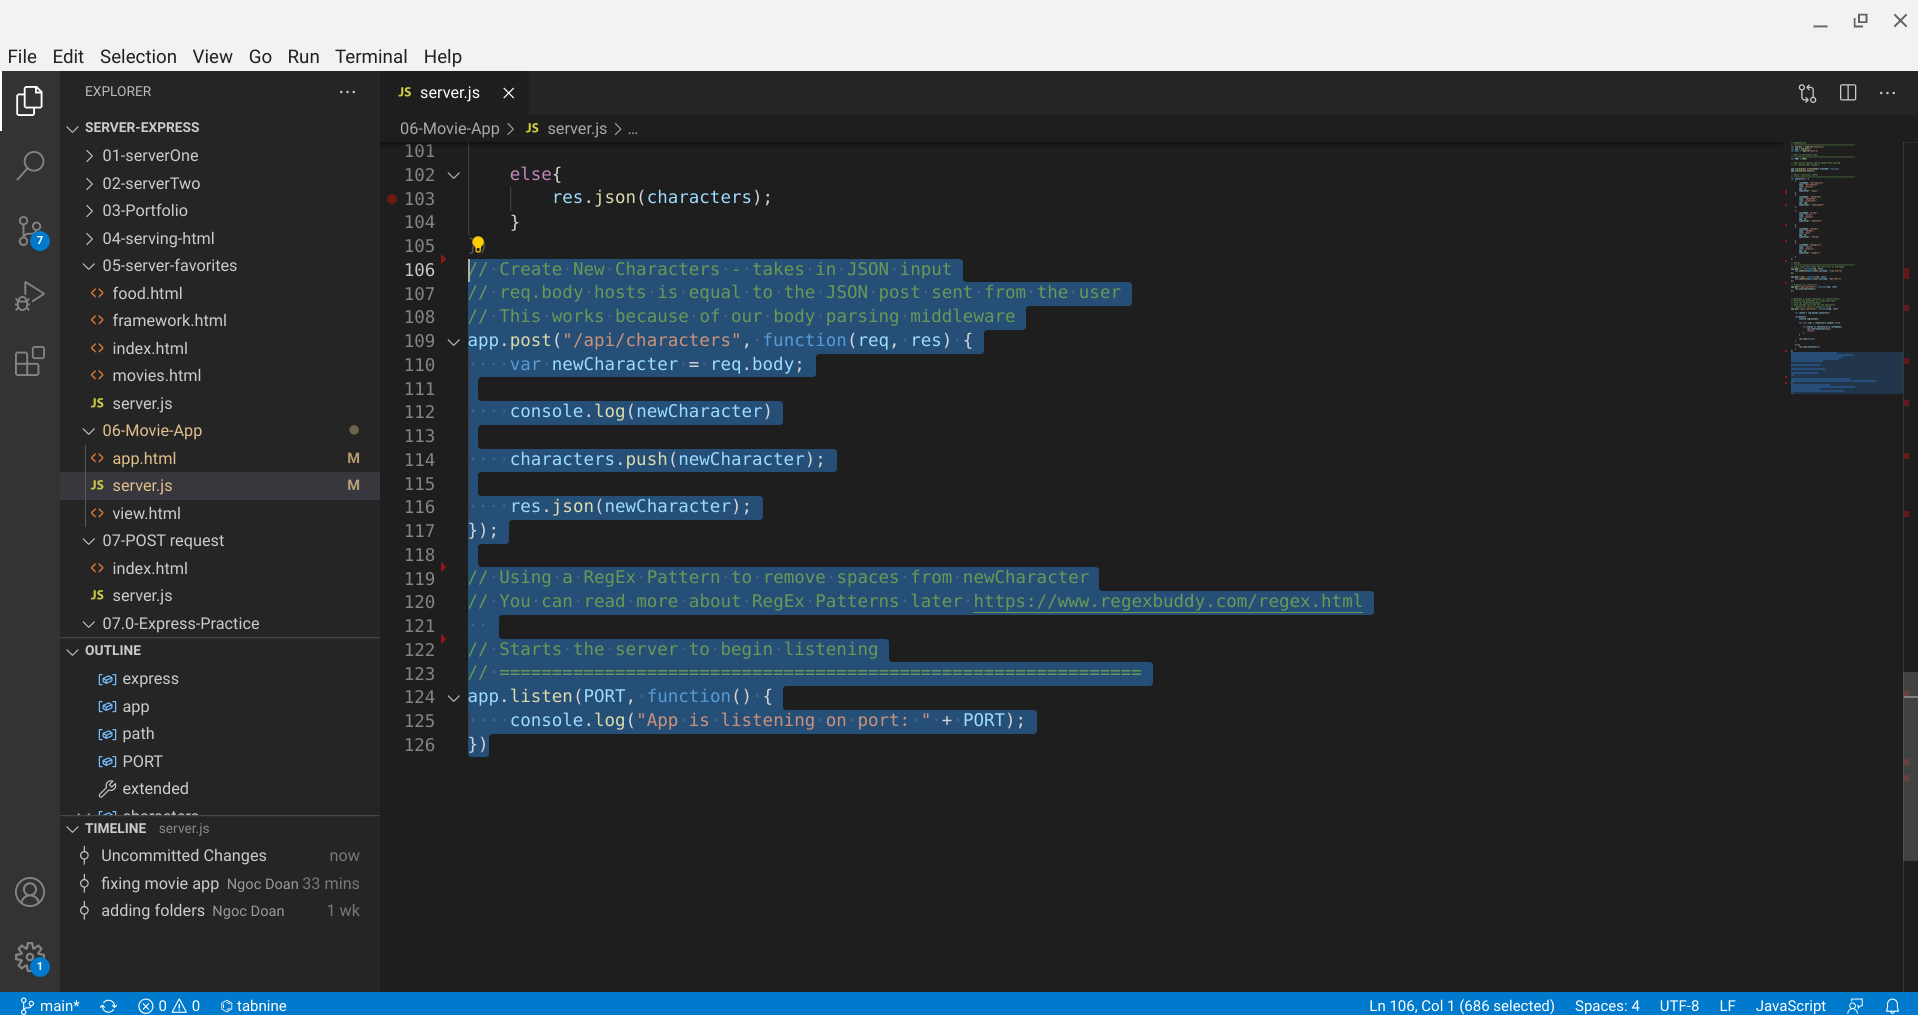 File Edit Selection View Go Run Terminal Help
EXPLORER
SERVER-EXPRESS
01-serverOne
02-serverTwo
03-Portfolio
04-serving-html
05-server-favorites
food.html
framework.html
index.html
movies.html
JS server.js
06-Movie-App
app.html M
JS server.js M
view.html
07-POST request
index.html
JS server.js
07.0-Express-Practice
OUTLINE
express
app
path
PORT
extended
characters
TIMELINE server.js
Uncommitted Changes now
fixing movie app Ngoc Doan 33 mins
adding folders Ngoc Doan 1 wk
7
1
JS server.js
06-Movie-App > JS server.js > ...
101
102 else{
103 res.json(characters);
104 }
105
106 // Create New Characters - takes in JSON input
107 // req.body hosts is equal to the JSON post sent from the user
108 // This works because of our body parsing middleware
109 app.post("/api/characters", function(req, res) {
110 var newCharacter = req.body;
111
112 console.log(newCharacter)
113
114 characters.push(newCharacter);
115
116 res.json(newCharacter);
117 });
118
119 // Using a RegEx Pattern to remove spaces from newCharacter
120 // You can read more about RegEx Patterns later https://www.regexbuddy.com/regex.html
121
122 // Starts the server to begin listening
123 // =============================================================
124 app.listen(PORT, function() {
125 console.log("App is listening on port: " + PORT);
126 })
main* 0 0 tabnine Ln 106, Col 1 (686 selected) Spaces: 4 UTF-8 LF JavaScript